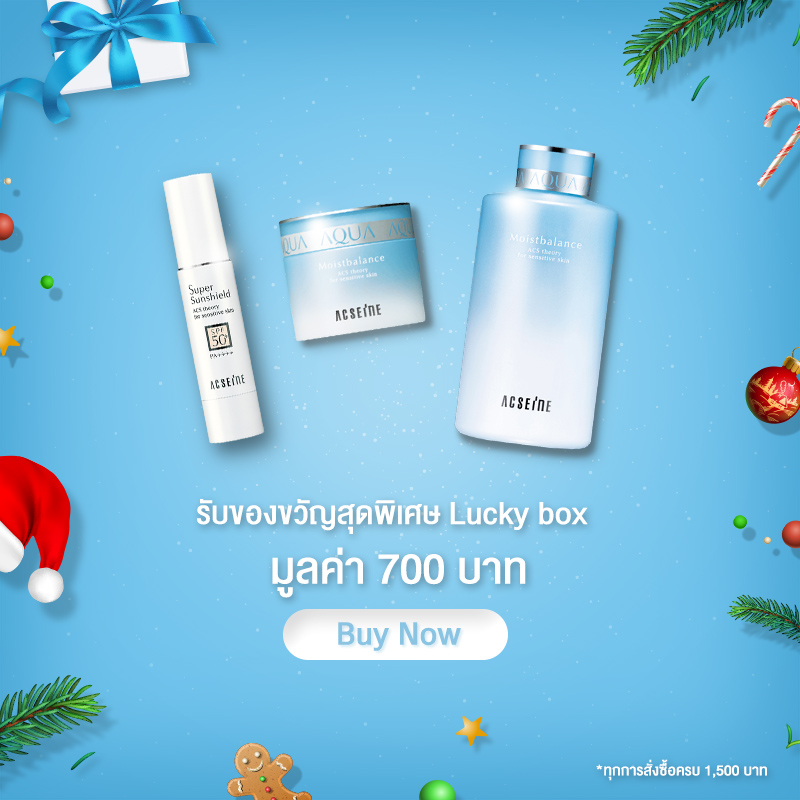 Super
Sunshield
ACS theory
for sensitive skin
SPF
50+
PA++++
ACSEINE
QUA AQUA AQUA
Moistbalance
ACS theory
for sensitive skin
ACSEINE
AQUA
Moistbalance
ACS theory
for sensitive skin
ACSEINE
รับของขวัญสุดพิเศษ Lucky box
มูลค่า 700 บาท
Buy Now
*ทุกการสั่งซื้อครบ 1,500 บาท